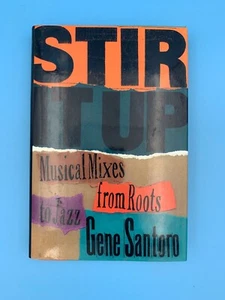 STIR
IT UP
Musical Mixes
from Roots
to Jazz
Gene Santoro